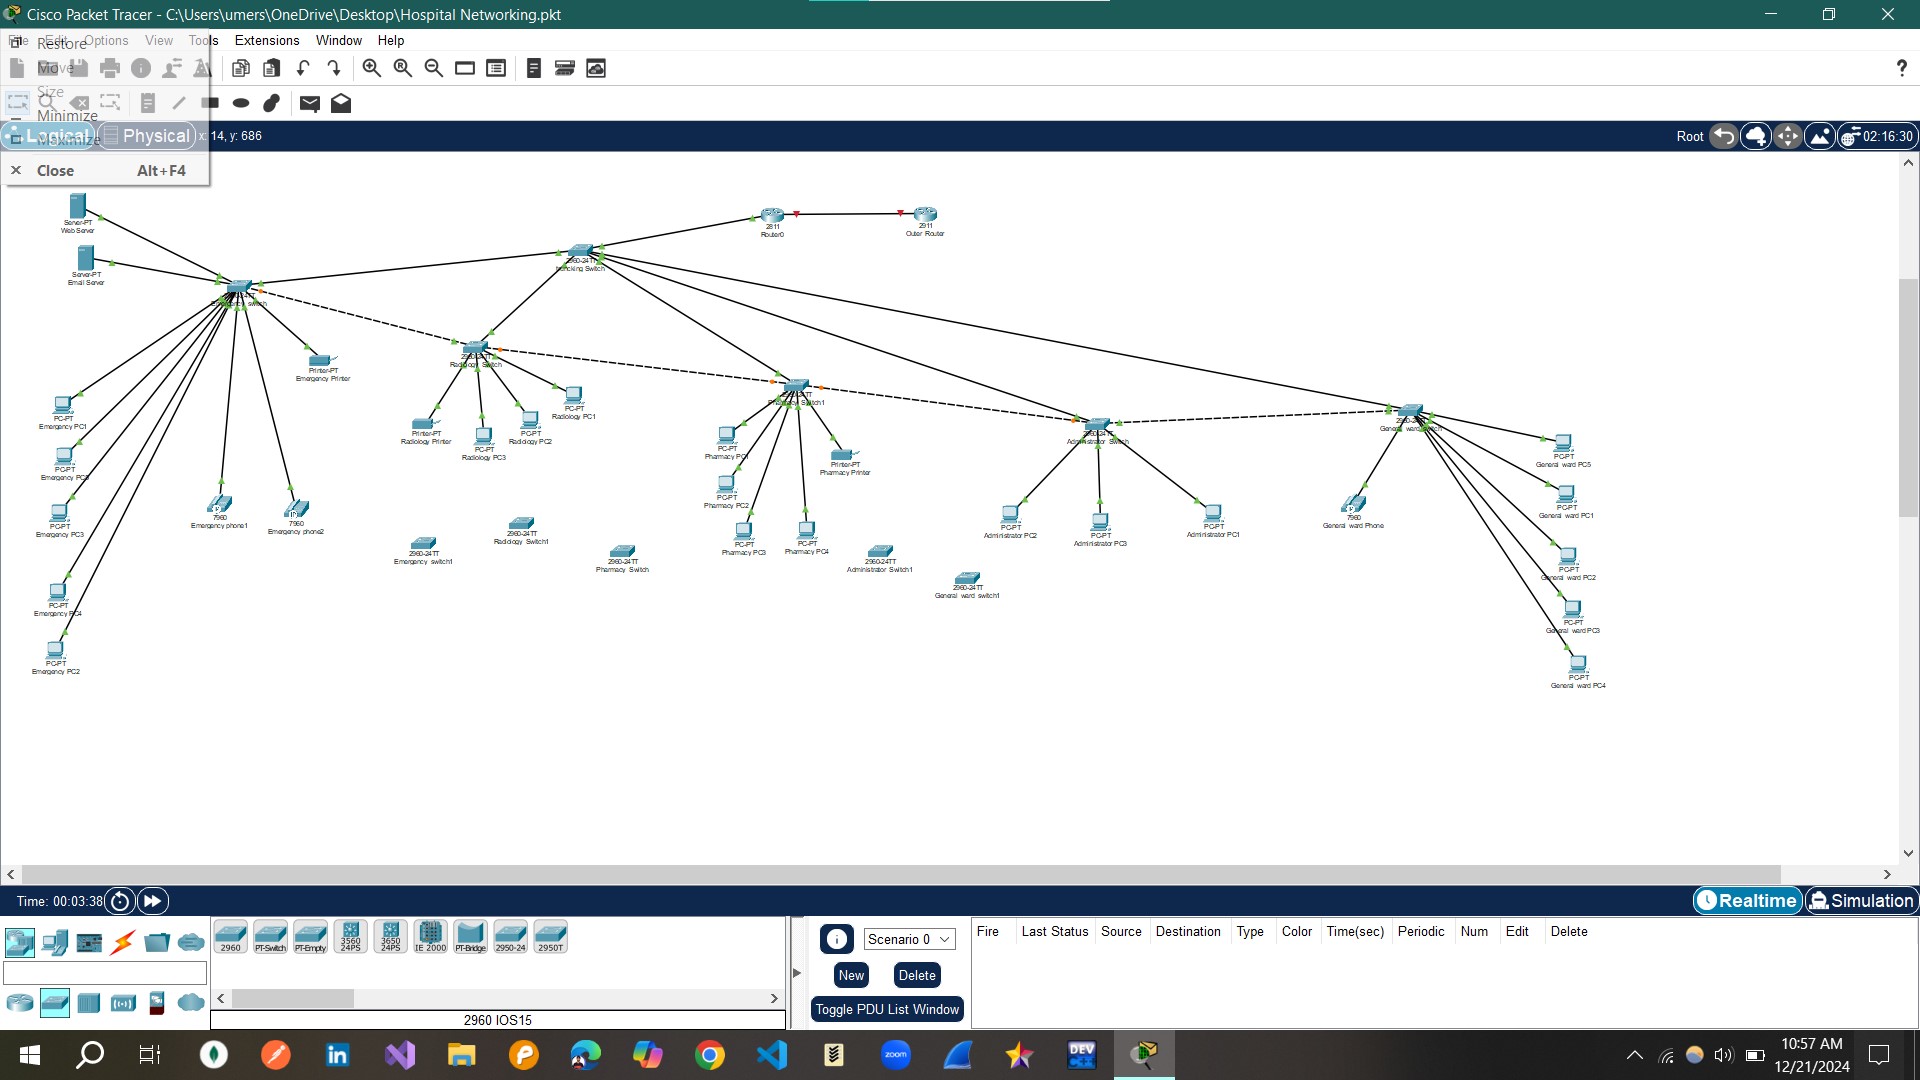 Cisco Packet Tracer - C:\Users\umers\OneDrive\Desktop\Hospital Networking.pkt
File Edit Options View Tools Extensions Window Help
Restore
Move
Size
Minimize
Maximize
Close Alt+F4
Logical Physical x: 14, y: 686
Root 02:16:30
Server-PT
Web Server
Server-PT
Email Server
2811
Router0
2911
Outer Router
2960-24TT
trencking Switch
Emergency switch
Printer-PT
Emergency Printer
2960-24TT
Radiology Switch
PC-PT
Radiology PC1
Printer-PT
Radiology Printer
PC-PT
Radiology PC2
PC-PT
Radiology PC3
2960-24TT
Pharmacy Switch1
PC-PT
Pharmacy PC1
Printer-PT
Pharmacy Printer
PC-PT
Pharmacy PC2
PC-PT
Pharmacy PC3
PC-PT
Pharmacy PC4
2960-24TT
Administrator Switch
PC-PT
Administrator PC2
PC-PT
Administrator PC3
PC-PT
Administrator PC1
2960-24TT
General ward Switch
7960
General ward Phone
PC-PT
General ward PC5
PC-PT
General ward PC1
PC-PT
General ward PC2
PC-PT
General ward PC3
PC-PT
General ward PC4
PC-PT
Emergency PC1
PC-PT
Emergency PC5
PC-PT
Emergency PC3
PC-PT
Emergency PC4
PC-PT
Emergency PC2
7960
Emergency phone1
7960
Emergency phone2
2960-24TT
Emergency switch1
2960-24TT
Radiology Switch1
2960-24TT
Pharmacy Switch
2960-24TT
Administrator Switch1
2960-24TT
General ward switch1
Time: 00:03:38
Realtime Simulation
2960 PT-Switch PT-Empty 3560 24PS 3650 24PS IE 2000 PT-Bridge 2950-24 2950T
2960 IOS15
Scenario 0
New Delete
Toggle PDU List Window
Fire Last Status Source Destination Type Color Time(sec) Periodic Num Edit Delete
in
zoom
DEV C++
10:57 AM
12/21/2024